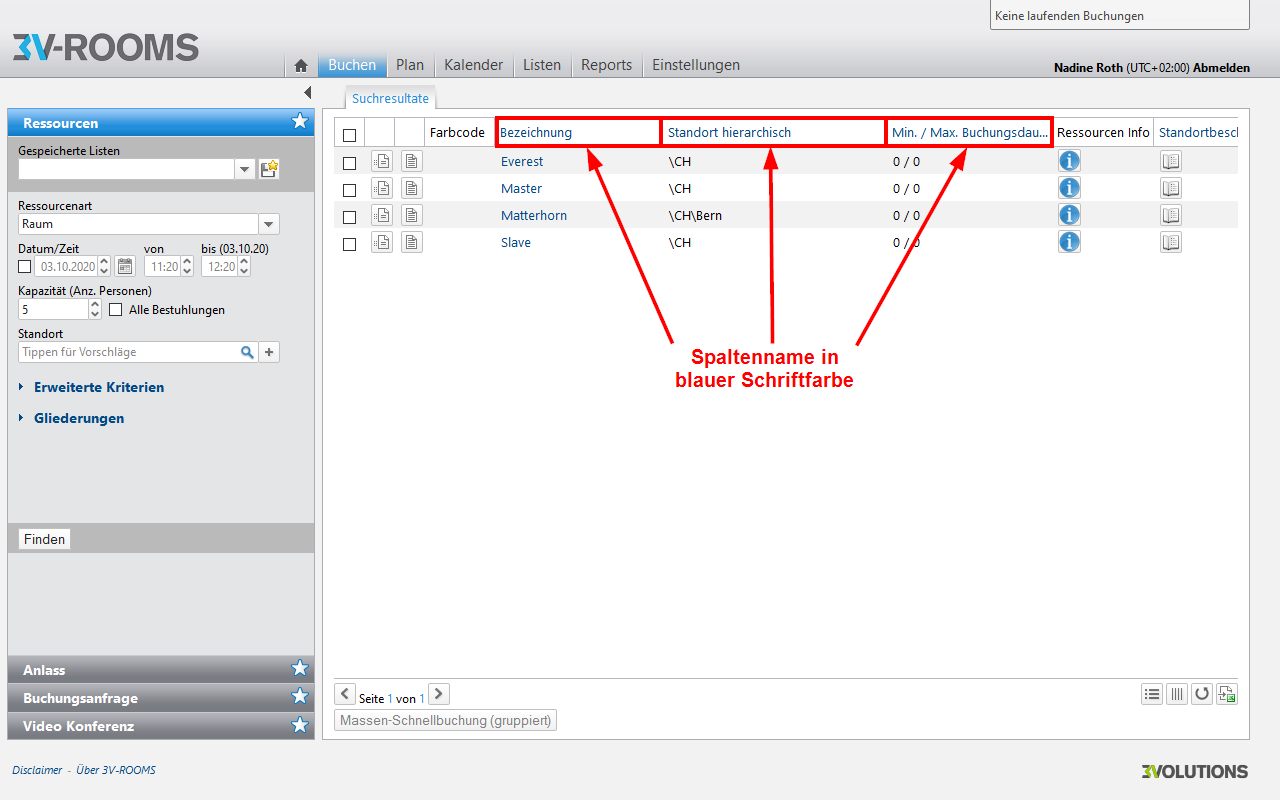 Keine laufenden Buchungen
3V-ROOMS
Buchen Plan Kalender Listen Reports Einstellungen
Nadine Roth (UTC+02:00) Abmelden
Suchresultate
Ressourcen
Gespeicherte Listen
Ressourcenart
Raum
Datum/Zeit von bis (03.10.20)
03.10.2020 11:20 12:20
Kapazität (Anz. Personen)
5 Alle Bestuhlungen
Standort
Tippen für Vorschläge
Erweiterte Kriterien
Gliederungen
Finden
Anlass
Buchungsanfrage
Video Konferenz
Farbcode Bezeichnung Standort hierarchisch Min. / Max. Buchungsdau... Ressourcen Info Standortbesch
Everest \CH 0 / 0
Master \CH 0 / 0
Matterhorn \CH\Bern 0 / 0
Slave \CH 0 / 0
Spaltenname in
blauer Schriftfarbe
Seite 1 von 1
Massen-Schnellbuchung (gruppiert)
Disclaimer - Über 3V-ROOMS
3VOLUTIONS